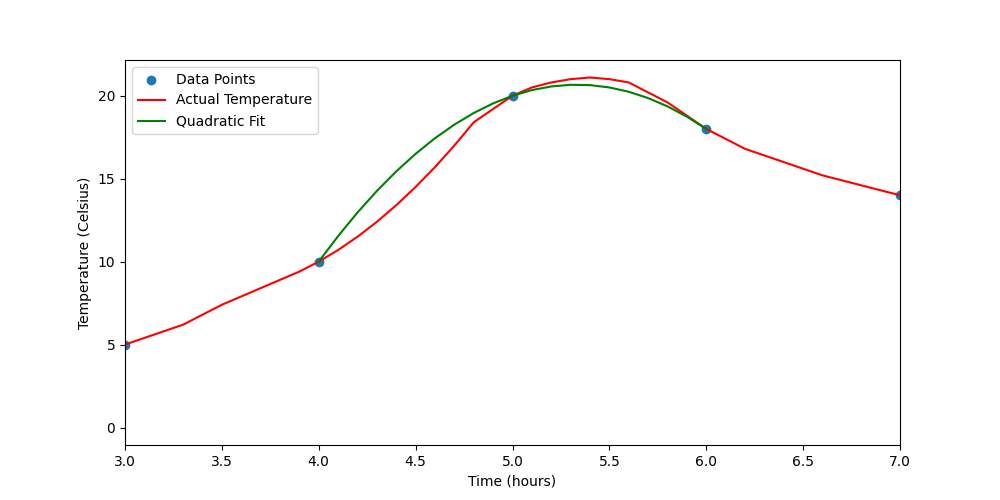 Data Points
Actual Temperature
Quadratic Fit
Temperature (Celsius)
20
15
10
5
0
3.0 3.5 4.0 4.5 5.0 5.5 6.0 6.5 7.0
Time (hours)